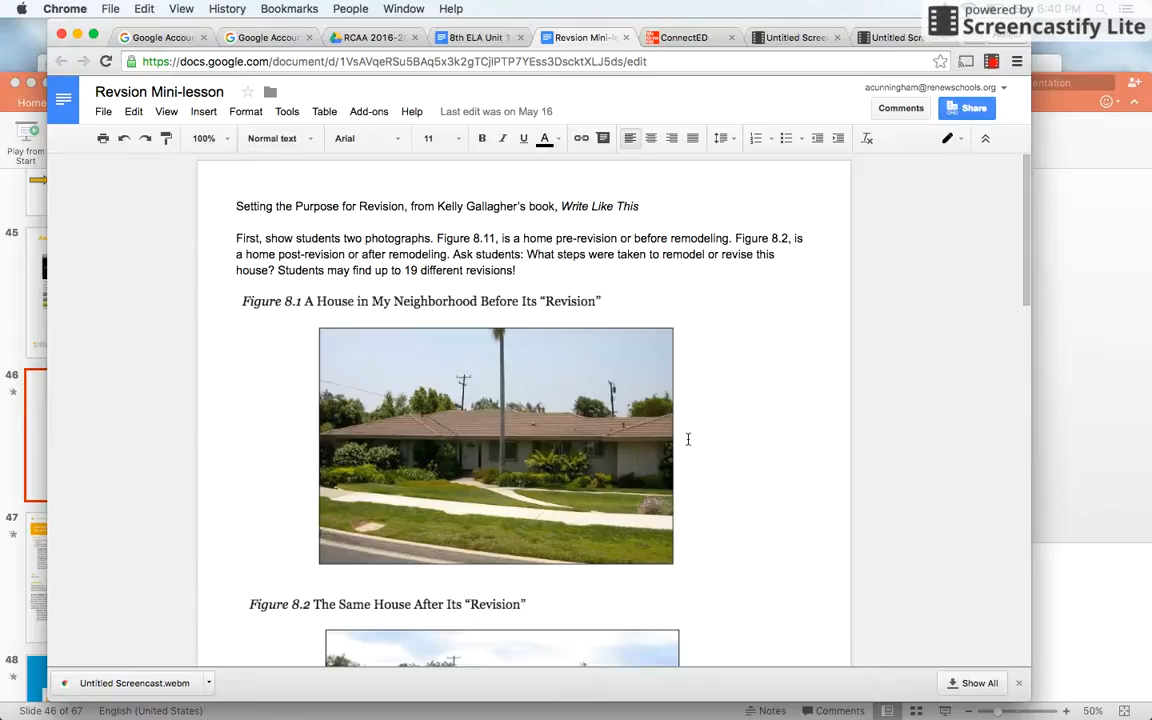 Chrome File Edit View History Bookmarks People Window Help 6:40 PM
powered by
Screencastify Lite
Google Accou
Google Accoun
RCAA 2016-2
8th ELA Unit
Revsion Mini-l
ConnectED
Untitled Scree
Untitled Scr
https://docs.google.com/document/d/1VsAVqeRSu5BAq5x3k2gTCjlPTP7YEss3DscktXLJ5ds/edit
Home
entation
Revsion Mini-lesson
acunningham@renewschools.org
File Edit View Insert Format Tools Table Add-ons Help Last edit was on May 16
Comments
Share
100% Normal text Arial 11 B I U A
Play from
Start
Setting the Purpose for Revision, from Kelly Gallagher's book, Write Like This
First, show students two photographs. Figure 8.11, is a home pre-revision or before remodeling. Figure 8.2, is
a home post-revision or after remodeling. Ask students: What steps were taken to remodel or revise this
house? Students may find up to 19 different revisions!
Figure 8.1 A House in My Neighborhood Before Its “Revision”
Figure 8.2 The Same House After Its “Revision”
45
46
47
48
Untitled Screencast.webm
Show All
Slide 46 of 67 English (United States)
Notes Comments 50%